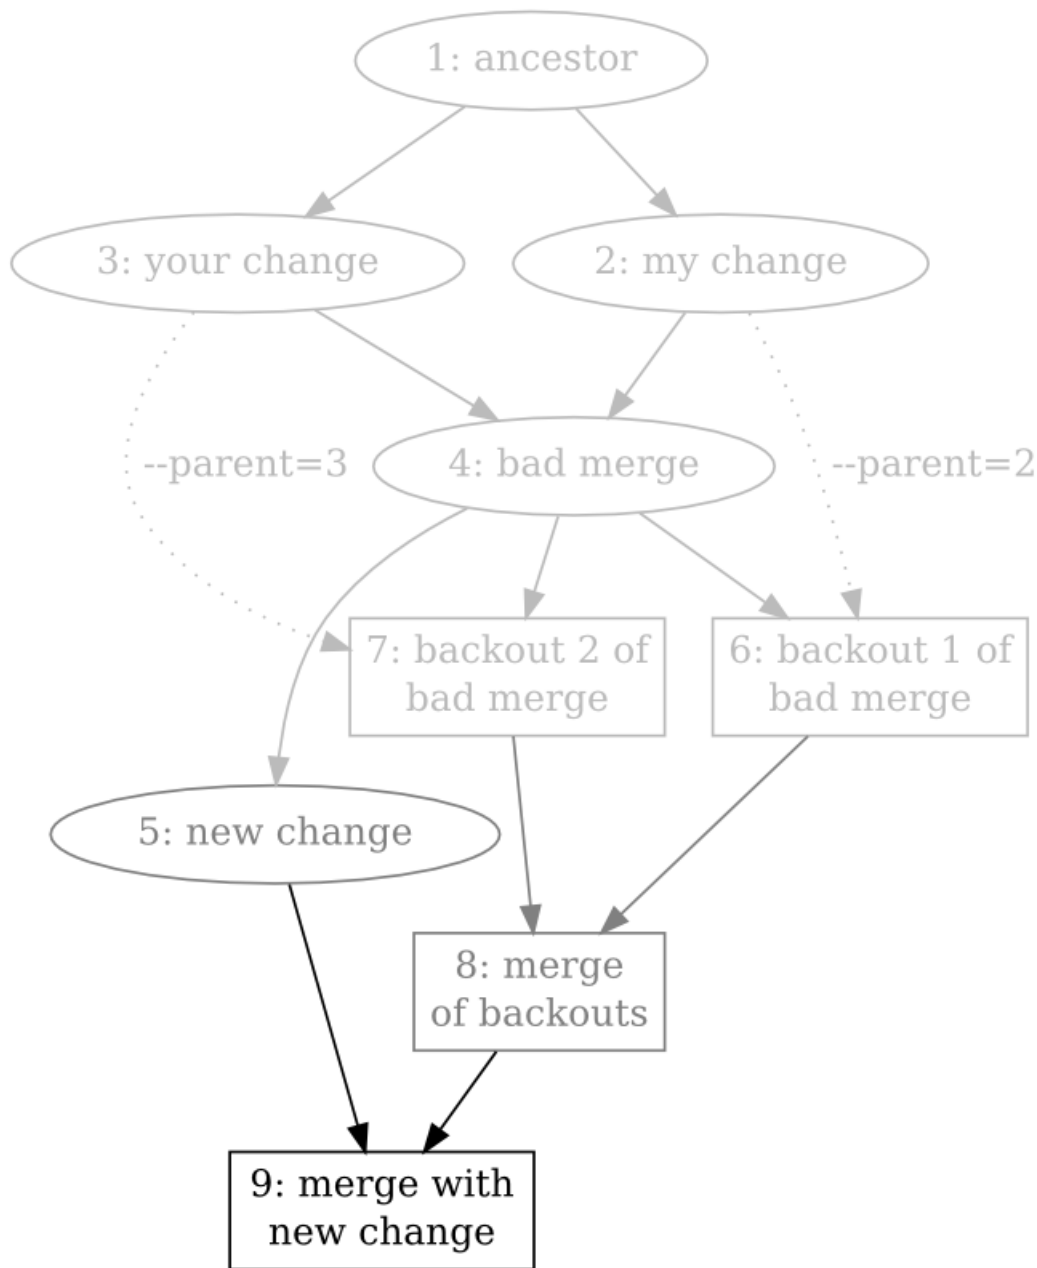 1: ancestor
3: your change
2: my change
--parent=3
4: bad merge
--parent=2
7: backout 2 of
bad merge
6: backout 1 of
bad merge
5: new change
8: merge
of backouts
9: merge with
new change